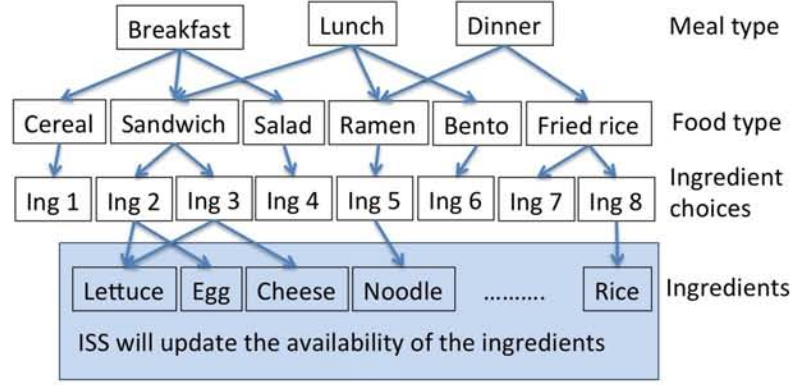 Breakfast Lunch Dinner Meal type
Cereal Sandwich Salad Ramen Bento Fried rice Food type
Ing 1 Ing 2 Ing 3 Ing 4 Ing 5 Ing 6 Ing 7 Ing 8 Ingredient
choices
Lettuce Egg Cheese Noodle .......... Rice Ingredients
ISS will update the availability of the ingredients